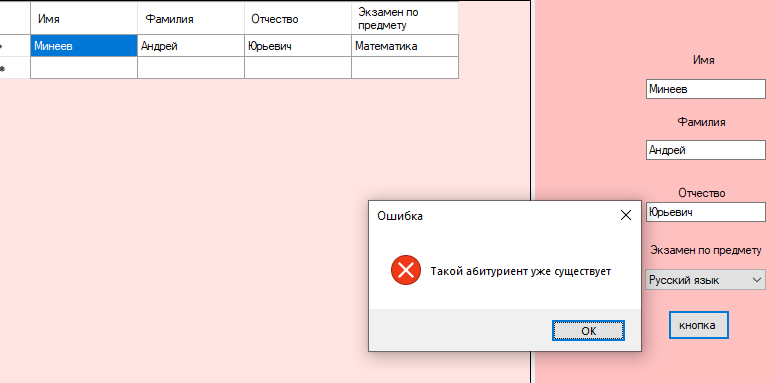 Имя Фамилия Отчество Экзамен по
предмету
Минеев Андрей Юрьевич Математика
Имя
Минеев
Фамилия
Андрей
Отчество
Юрьевич
Экзамен по предмету
Русский язык
кнопка
Ошибка
Такой абитуриент уже существует
OK